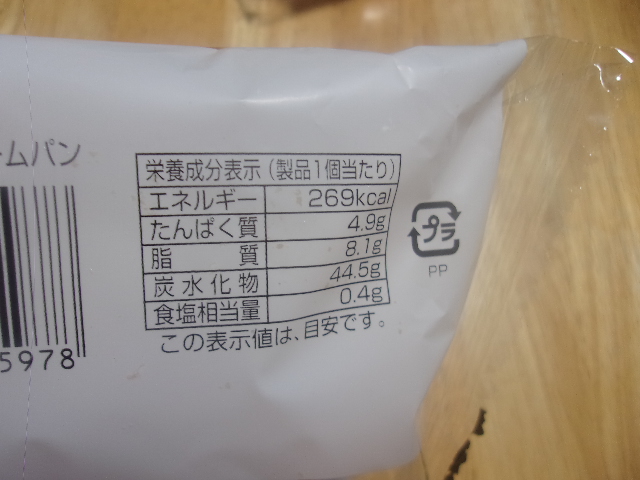 ームパン
栄養成分表示(製品1個当たり)
エネルギー 269kcal
たんぱく質 4.9g
脂質 8.1g
炭水化物 44.5g
食塩相当量 0.4g
この表示値は、目安です。
プラ
PP
5978